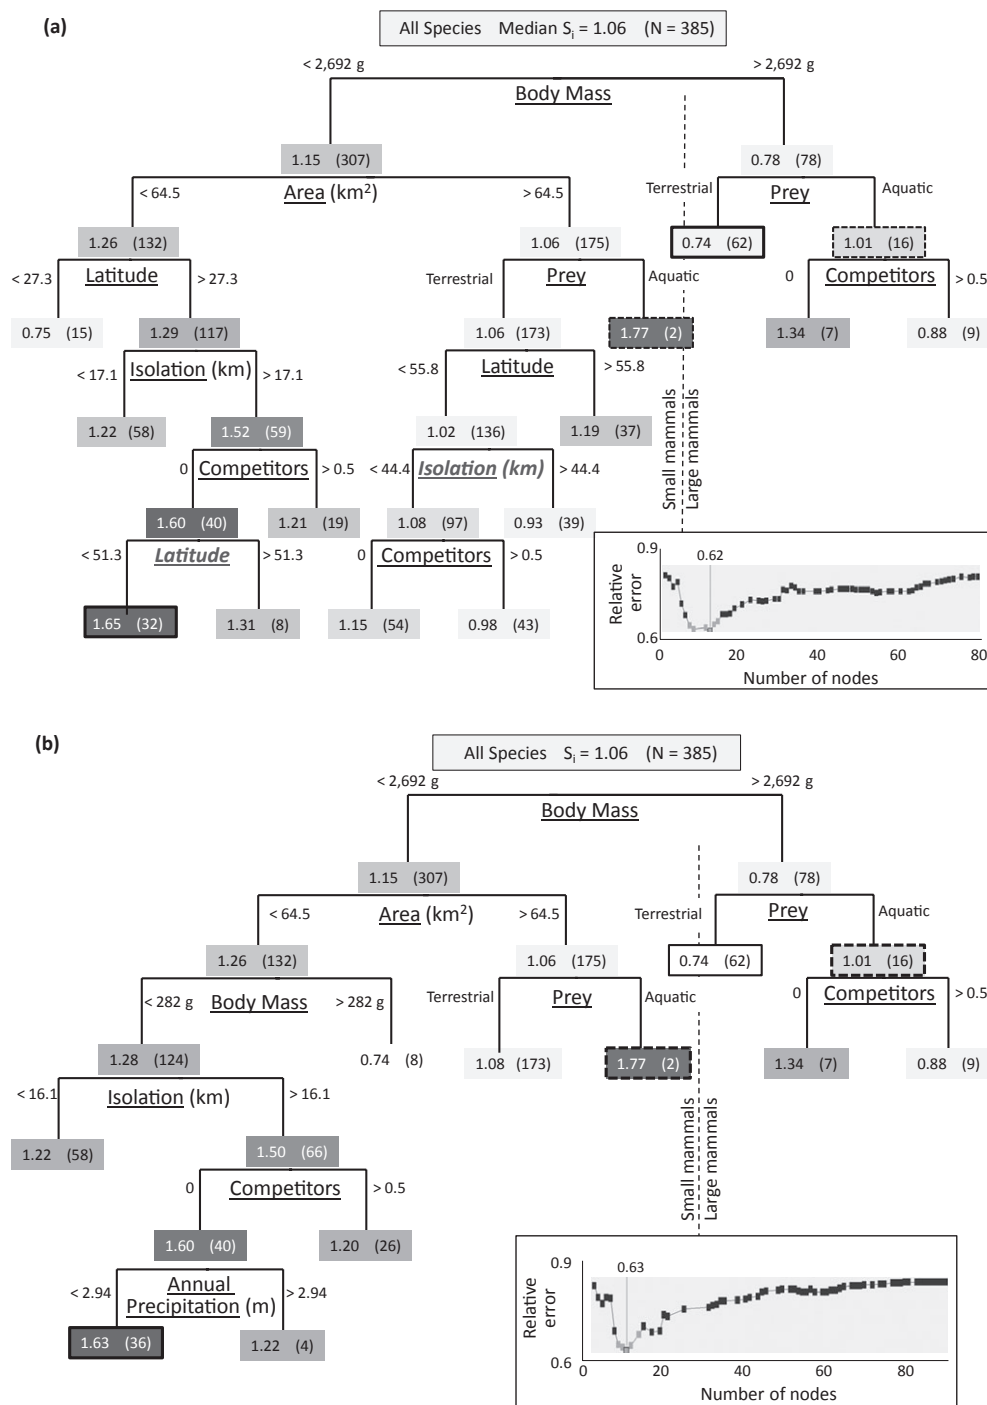 (a)
All Species Median Si = 1.06 (N = 385)
< 2,692 g > 2,692 g
Body Mass
1.15 (307) 0.78 (78)
< 64.5 Area (km²) > 64.5 Terrestrial Prey Aquatic
1.26 (132) 1.06 (175) 0.74 (62) 1.01 (16)
< 27.3 Latitude > 27.3 Terrestrial Prey Aquatic 0 Competitors > 0.5
0.75 (15) 1.29 (117) 1.06 (173) 1.77 (2) 1.34 (7) 0.88 (9)
< 17.1 Isolation (km) > 17.1 < 55.8 Latitude > 55.8
Small mammals
Large mammals
1.22 (58) 1.52 (59) 1.02 (136) 1.19 (37)
0 Competitors > 0.5 < 44.4 Isolation (km) > 44.4
1.60 (40) 1.21 (19) 1.08 (97) 0.93 (39)
< 51.3 Latitude > 51.3 0 Competitors > 0.5
1.65 (32) 1.31 (8) 1.15 (54) 0.98 (43)
0.9
0.62
Relative
error
0.6
0 20 40 60 80
Number of nodes
(b)
All Species Si = 1.06 (N = 385)
< 2,692 g > 2,692 g
Body Mass
1.15 (307) 0.78 (78)
< 64.5 Area (km²) > 64.5 Terrestrial Prey Aquatic
1.26 (132) 1.06 (175) 0.74 (62) 1.01 (16)
< 282 g Body Mass > 282 g Terrestrial Prey Aquatic 0 Competitors > 0.5
1.28 (124) 0.74 (8) 1.08 (173) 1.77 (2) 1.34 (7) 0.88 (9)
< 16.1 Isolation (km) > 16.1
Small mammals
Large mammals
1.22 (58) 1.50 (66)
0 Competitors > 0.5
1.60 (40) 1.20 (26)
< 2.94 Annual > 2.94
Precipitation (m)
1.63 (36) 1.22 (4)
0.9
0.63
Relative
error
0.6
0 20 40 60 80
Number of nodes